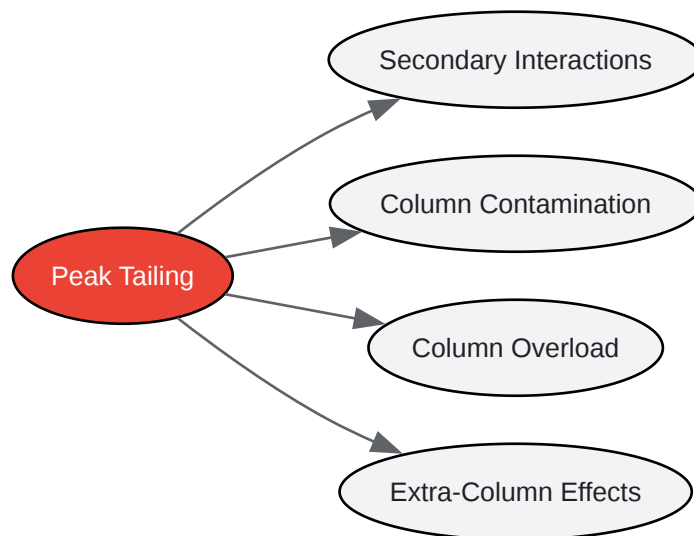 Secondary Interactions
Column Contamination
Peak Tailing
Column Overload
Extra-Column Effects